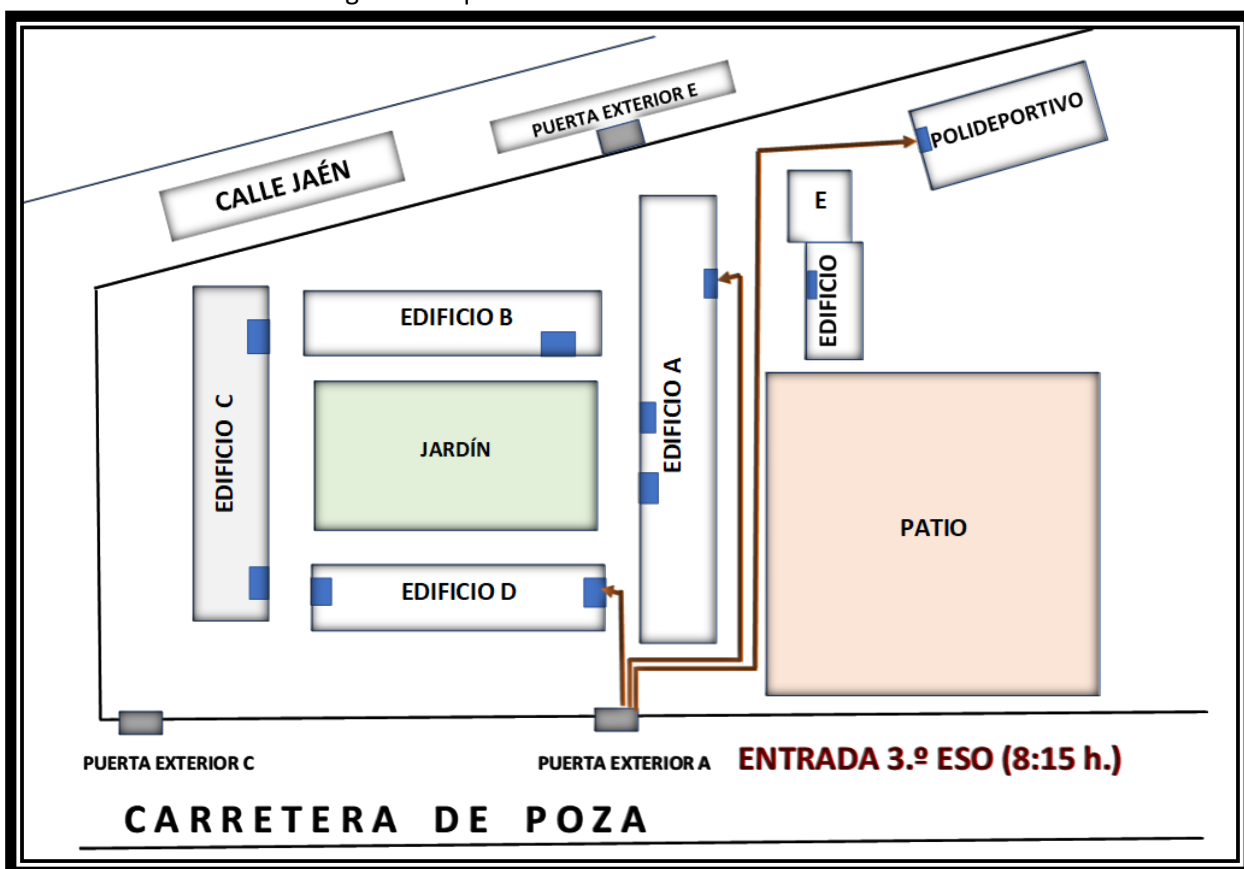 PUERTA EXTERIOR E
POLIDEPORTIVO
CALLE JAÉN
E
EDIFICIO
EDIFICIO B
EDIFICIO A
EDIFICIO C
JARDÍN
PATIO
EDIFICIO D
PUERTA EXTERIOR C
PUERTA EXTERIOR A
ENTRADA 3.º ESO (8:15 h.)
CARRETERA DE POZA